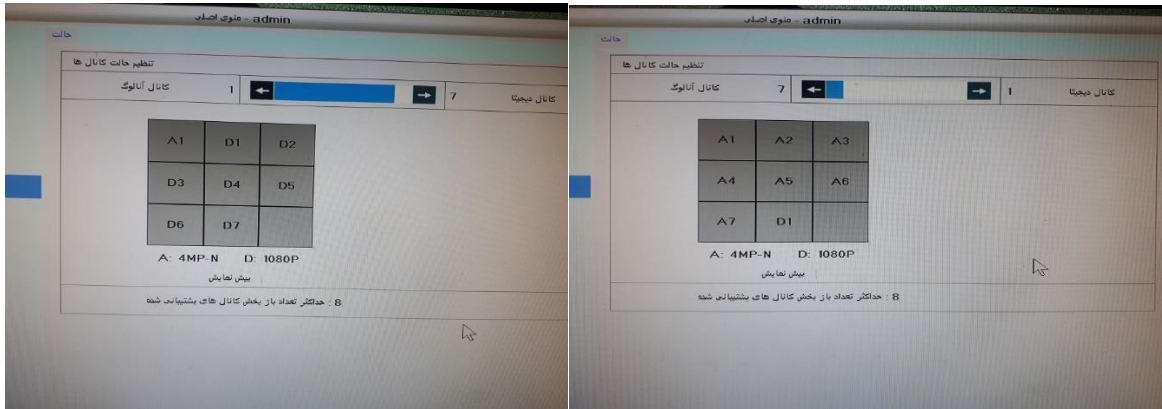 admin - منوی اصلی
حالت
تنظیم حالت کانال ها
کانال آنالوگ 1 7 کانال دیجیتا
A1 D1 D2
D3 D4 D5
D6 D7
A: 4MP-N D: 1080P
پیش نمایش
8 : حداکثر تعداد باز پخش کانال های پشتیبانی شده
admin - منوی اصلی
حالت
تنظیم حالت کانال ها
کانال آنالوگ 7 1 کانال دیجیتا
A1 A2 A3
A4 A5 A6
A7 D1
A: 4MP-N D: 1080P
پیش نمایش
8 : حداکثر تعداد باز پخش کانال های پشتیبانی شده